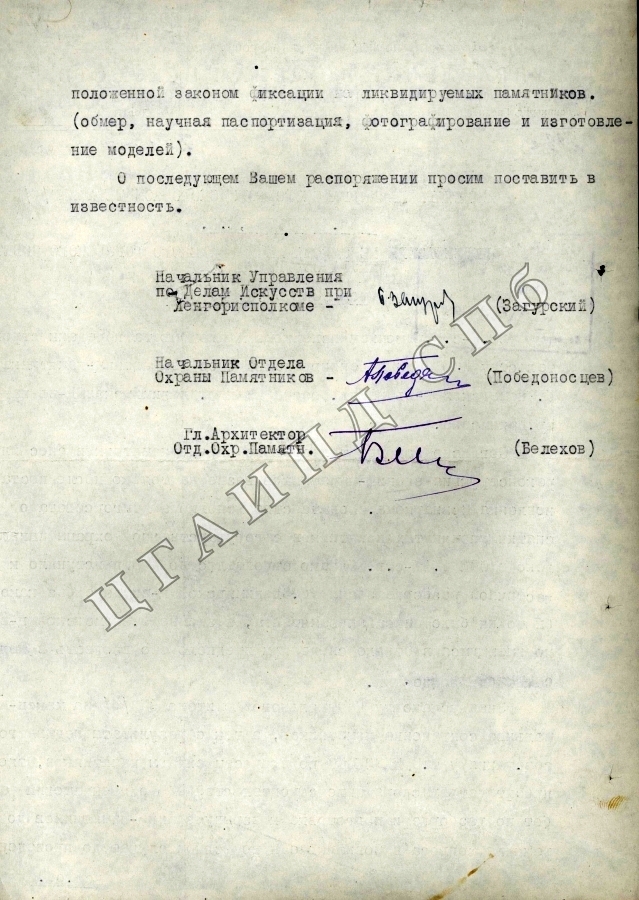 положенной законом фиксации ликвидируемых памятников.
(обмер, научная паспортизация, фотографирование и изготовле-
ние моделей).
О последующем Вашем распоряжении просим поставить в
известность.
Начальник Управления
по Делам Искусств при
Ленгорисполкоме - (Загурский)
Начальник Отдела
Охраны Памятников - (Победоносцев)
Гл.Архитектор
Отд.Охр.Памятн. (Белехов)
ЦГАИПД СПб